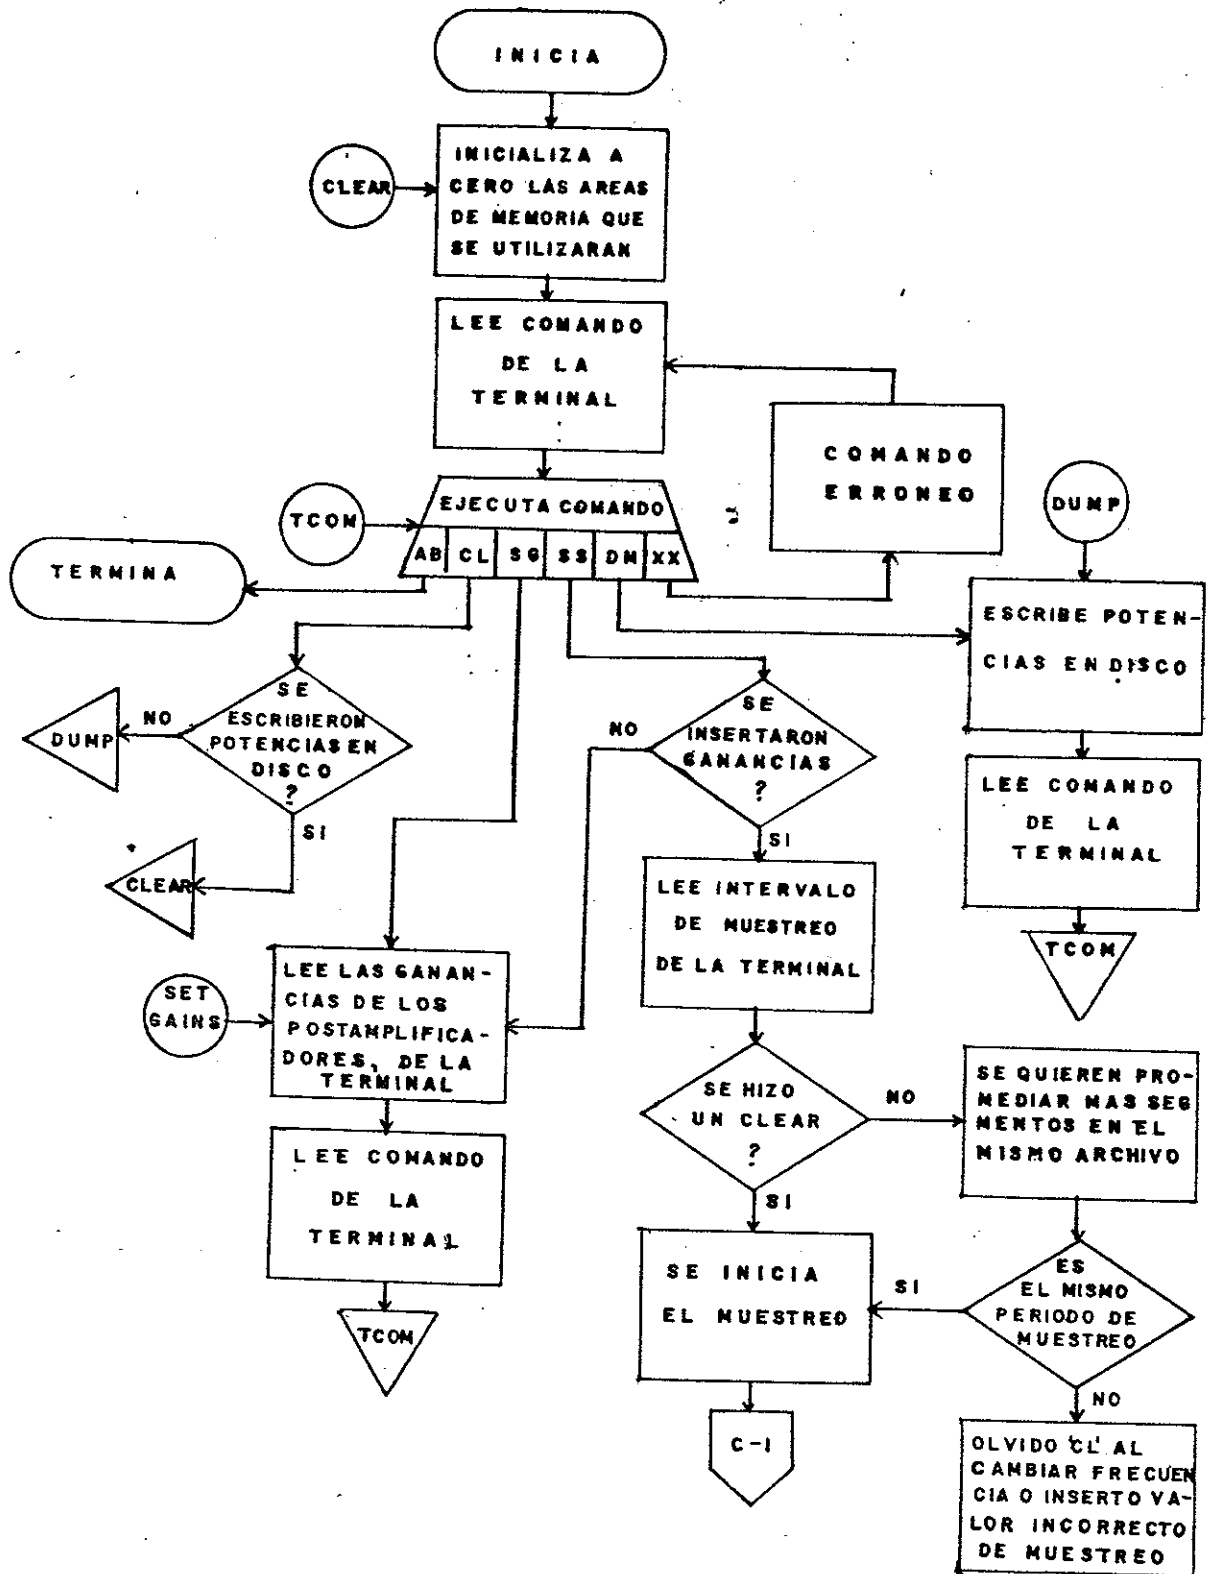 INICIA
CLEAR
INICIALIZA A
CERO LAS AREAS
DE MEMORIA QUE
SE UTILIZARAN
LEE COMANDO
DE LA
TERMINAL
COMANDO
ERRONEO
TCOM
EJECUTA COMANDO
AB CL SG SS DM XX
TERMINA
DUMP
ESCRIBE POTEN-
CIAS EN DISCO
LEE COMANDO
DE LA
TERMINAL
TCOM
SE
ESCRIBIERON
POTENCIAS EN
DISCO
?
NO
DUMP
SI
CLEAR
SE
INSERTARON
GANANCIAS
?
NO
SI
LEE INTERVALO
DE MUESTREO
DE LA TERMINAL
SET
GAINS
LEE LAS GANAN-
CIAS DE LOS
POSTAMPLIFICA-
DORES, DE LA
TERMINAL
LEE COMANDO
DE LA
TERMINAL
TCOM
SE HIZO
UN CLEAR
?
NO
SI
SE QUIEREN PRO-
MEDIAR MAS SEG
MENTOS EN EL
MISMO ARCHIVO
SE INICIA
EL MUESTREO
SI
ES
EL MISMO
PERIODO DE
MUESTREO
NO
C-1
OLVIDO 'CL' AL
CAMBIAR FRECUEN
CIA O INSERTO VA-
LOR INCORRECTO
DE MUESTREO